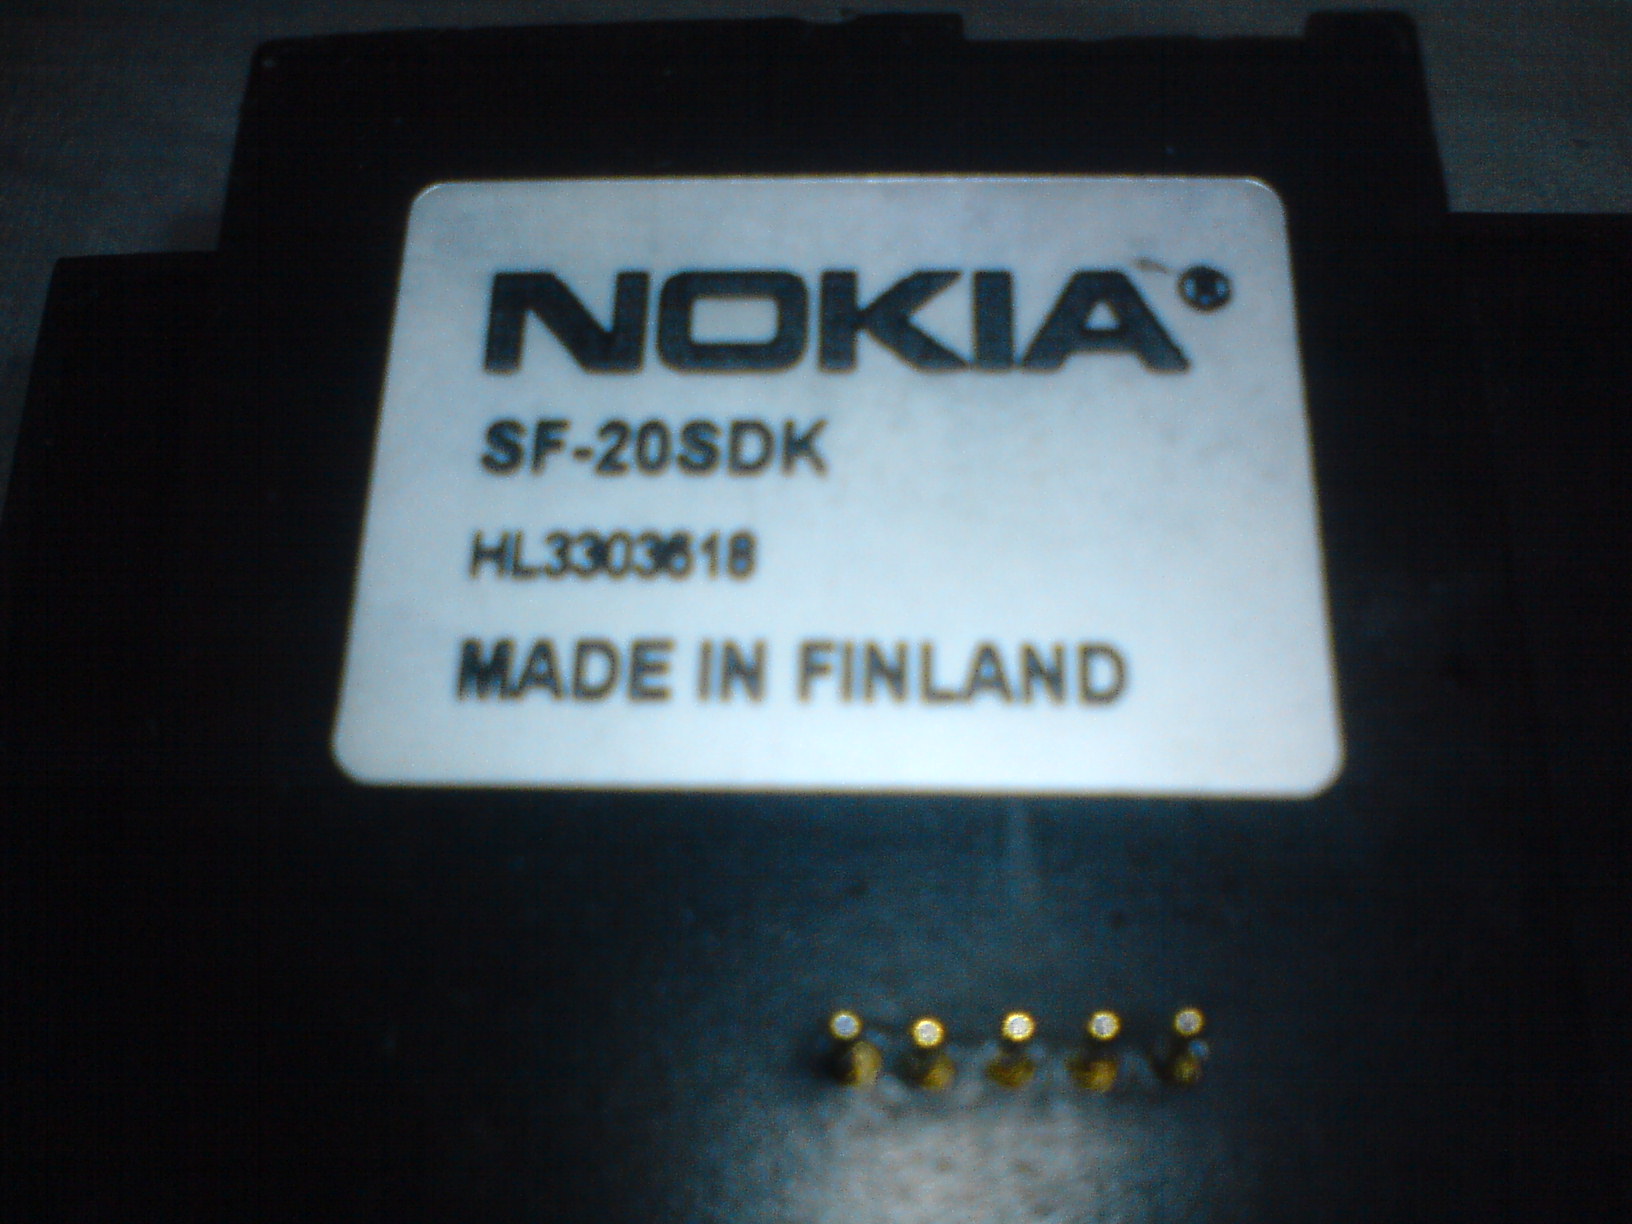 NOKIA®
SF-20SDK
HL3303618
MADE IN FINLAND